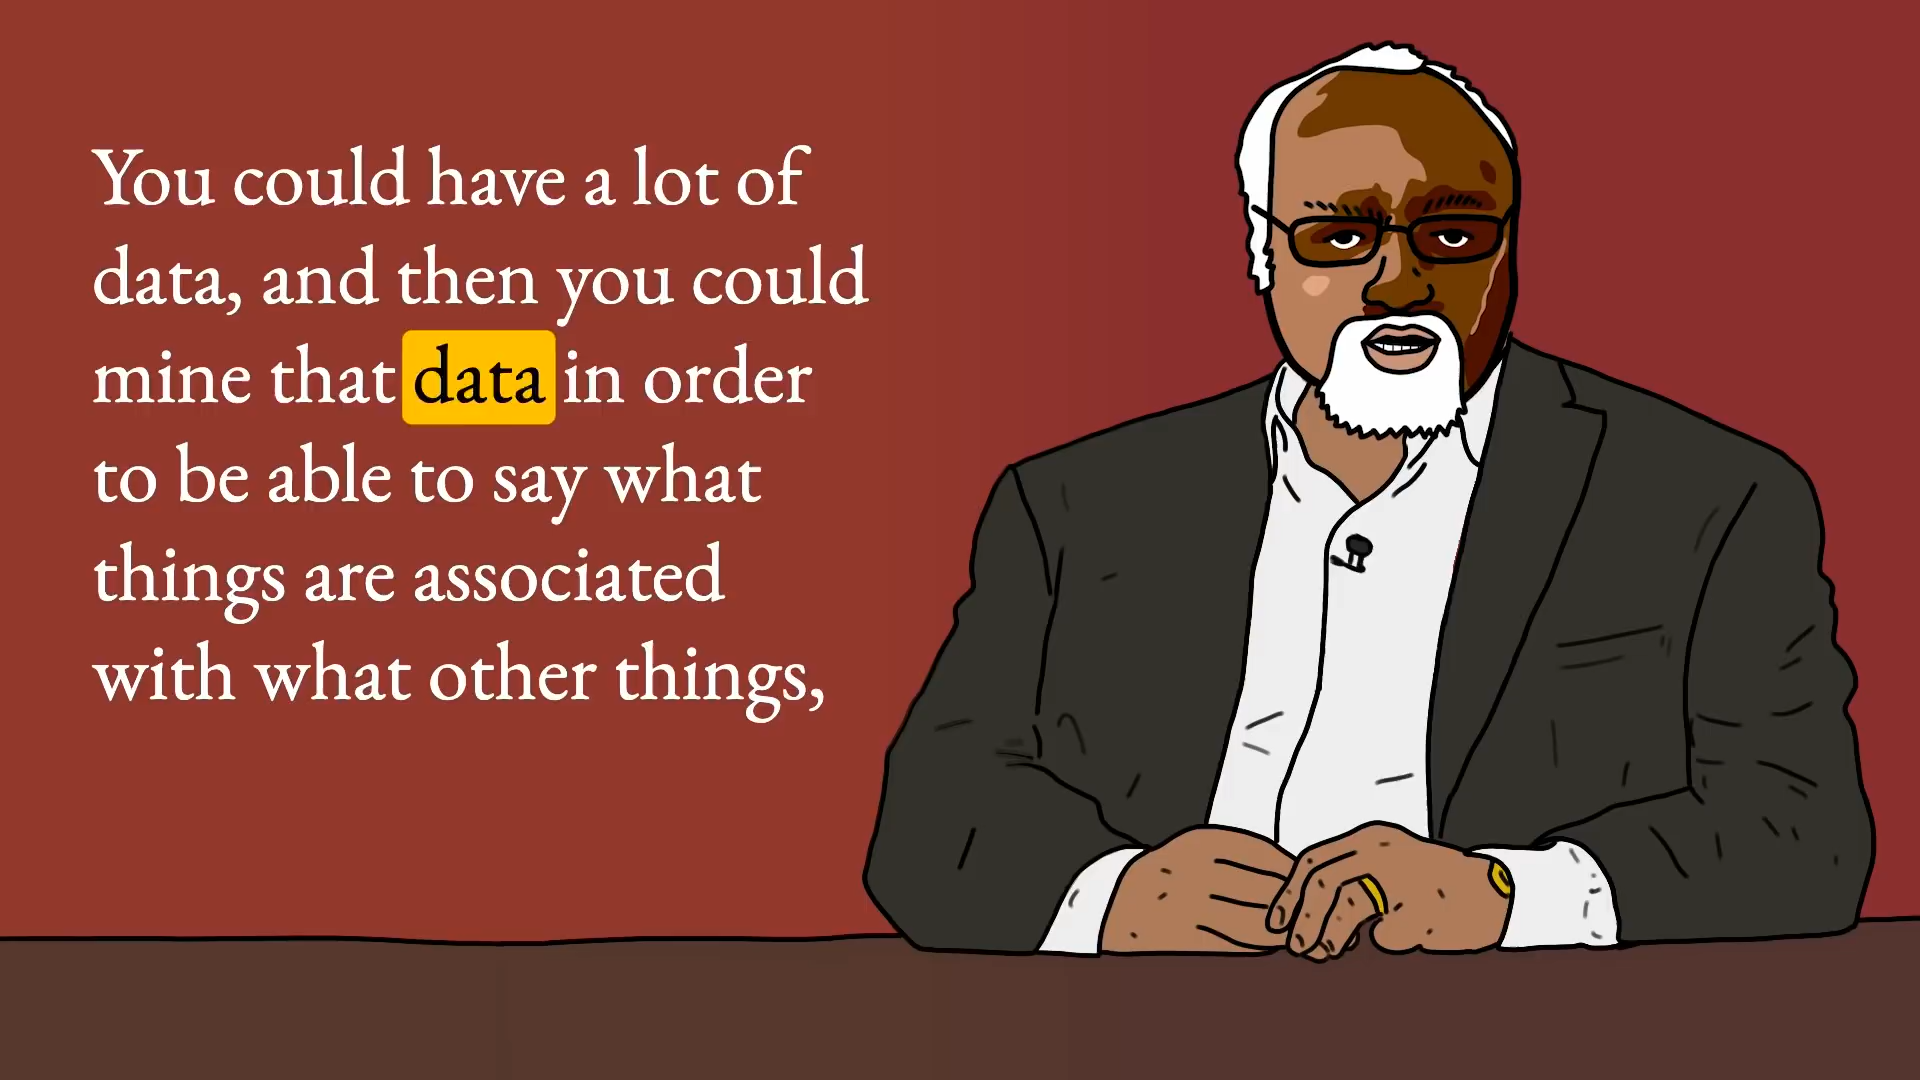 You could have a lot of
data, and then you could
mine that data in order
to be able to say what
things are associated
with what other things,